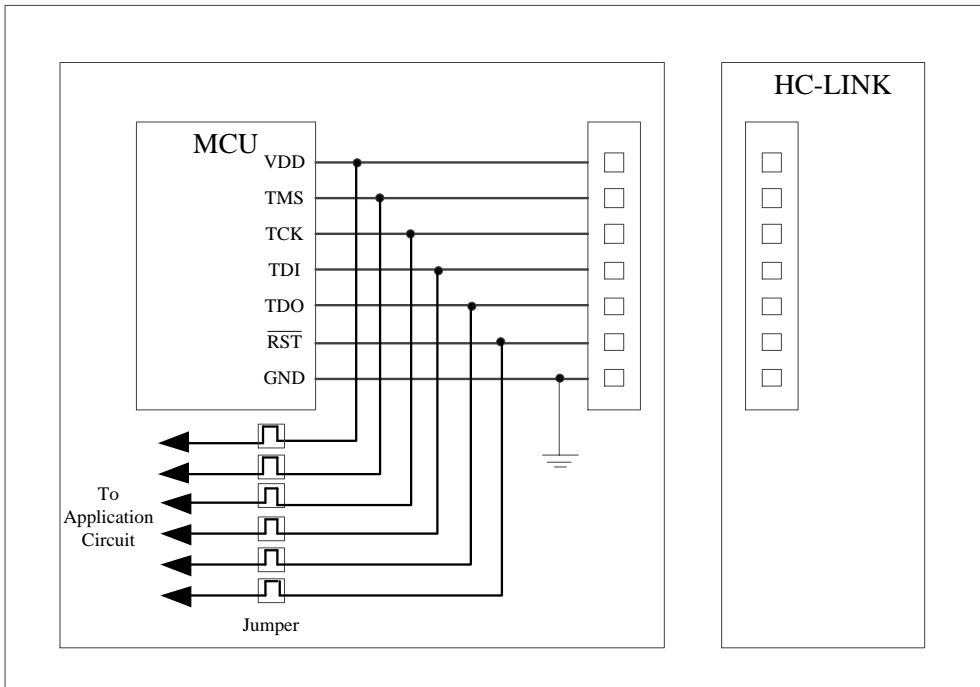 HC-LINK
MCU
VDD
TMS
TCK
TDI
TDO
RST
GND
To
Application
Circuit
Jumper